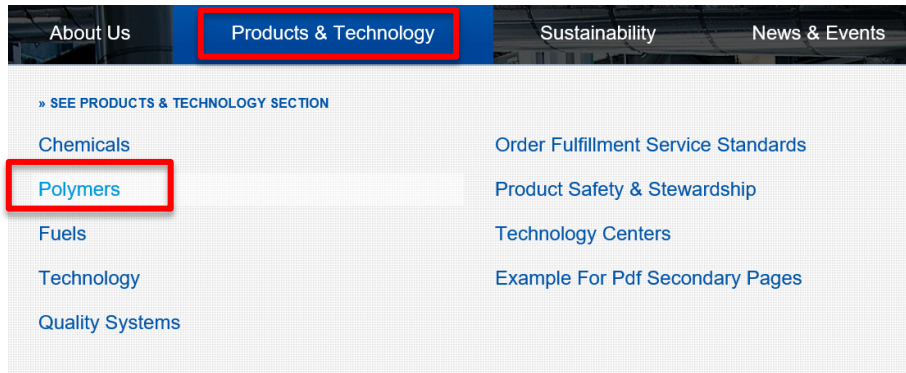 About Us Products & Technology Sustainability News & Events
» SEE PRODUCTS & TECHNOLOGY SECTION
Chemicals
Polymers
Fuels
Technology
Quality Systems
Order Fulfillment Service Standards
Product Safety & Stewardship
Technology Centers
Example For Pdf Secondary Pages